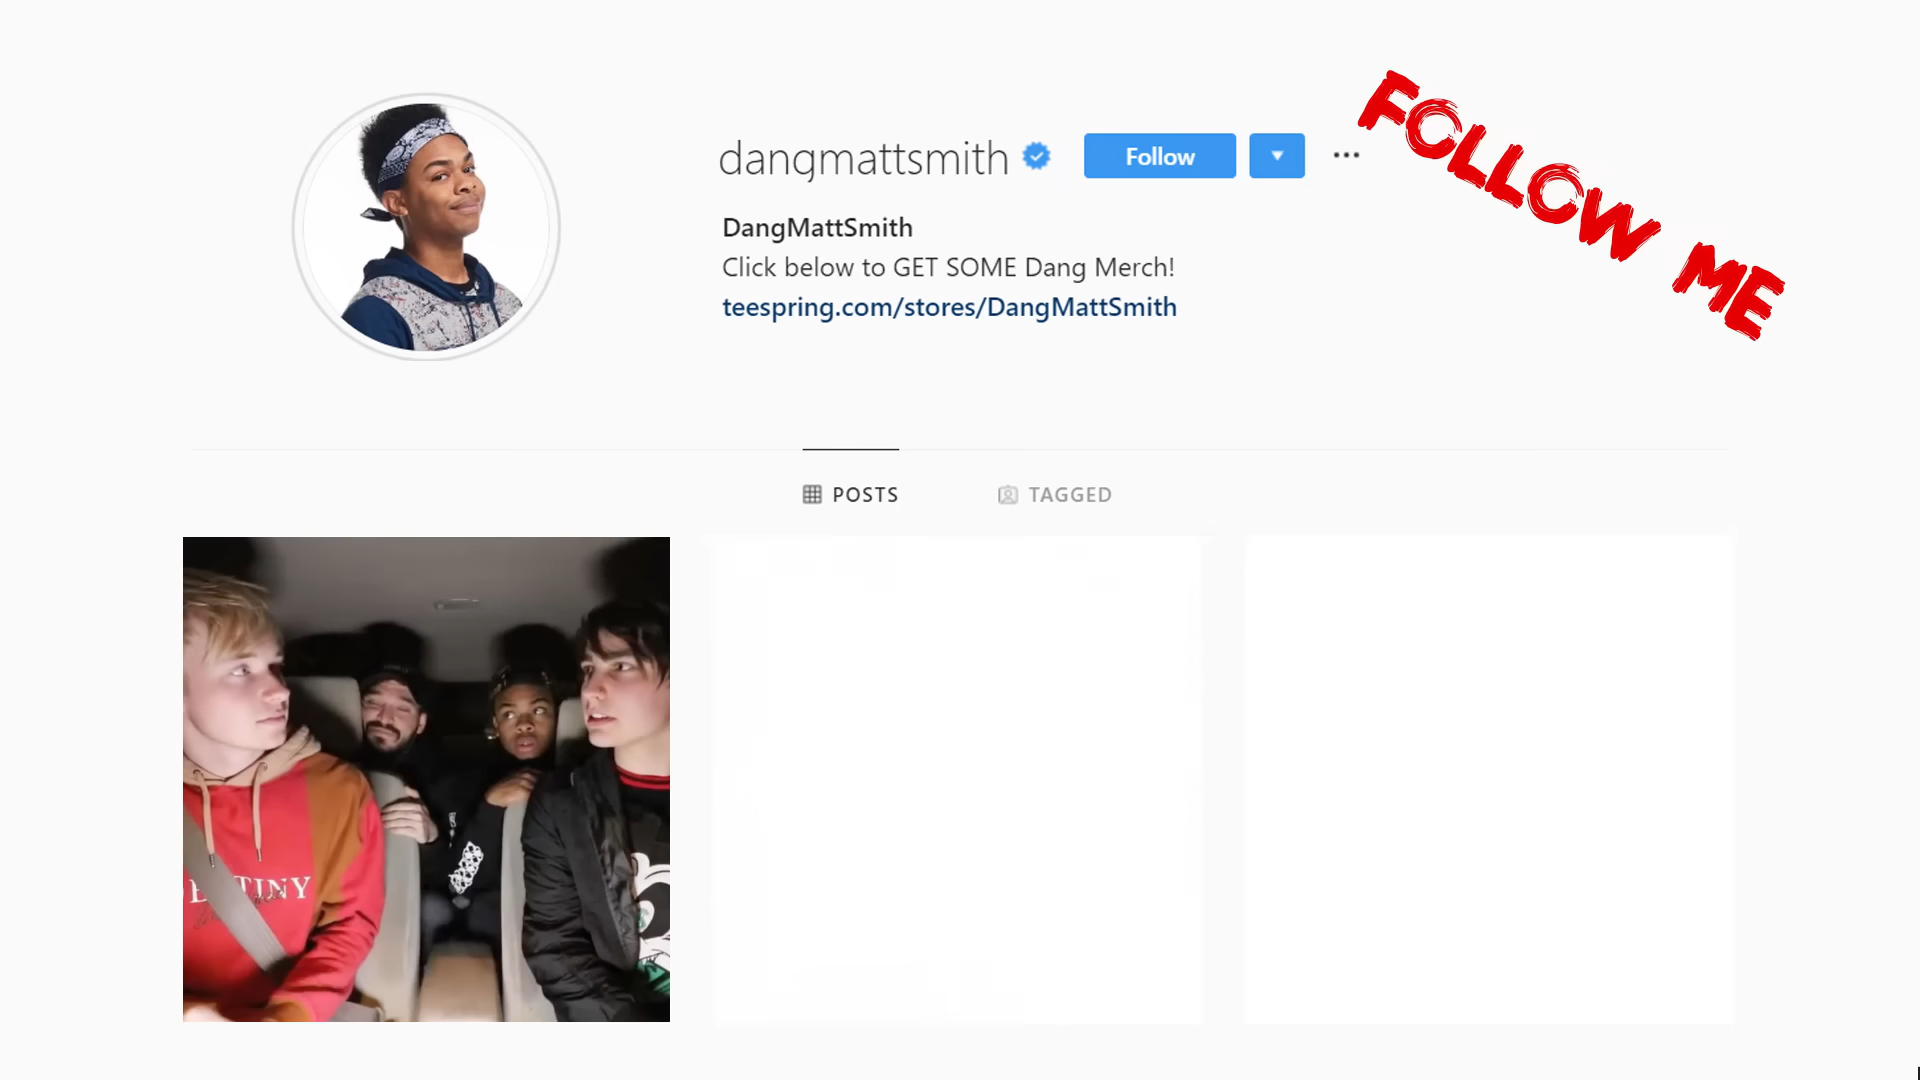 dangmattsmith
Follow
FOLLOW ME
DangMattSmith
Click below to GET SOME Dang Merch!
teespring.com/stores/DangMattSmith
POSTS
TAGGED